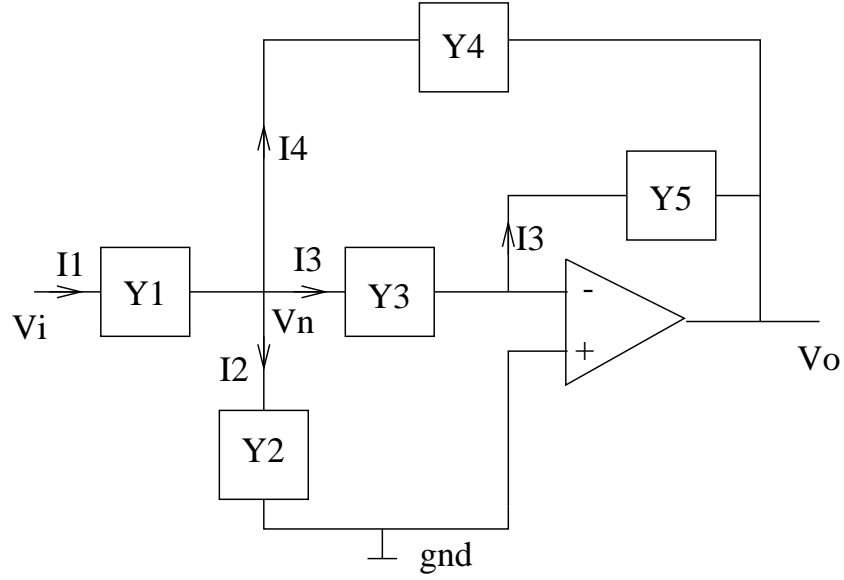 Y4
I4
Y5
I3
I1
Y1
I3
Y3
-
Vi
Vn
I2
+
Vo
Y2
gnd